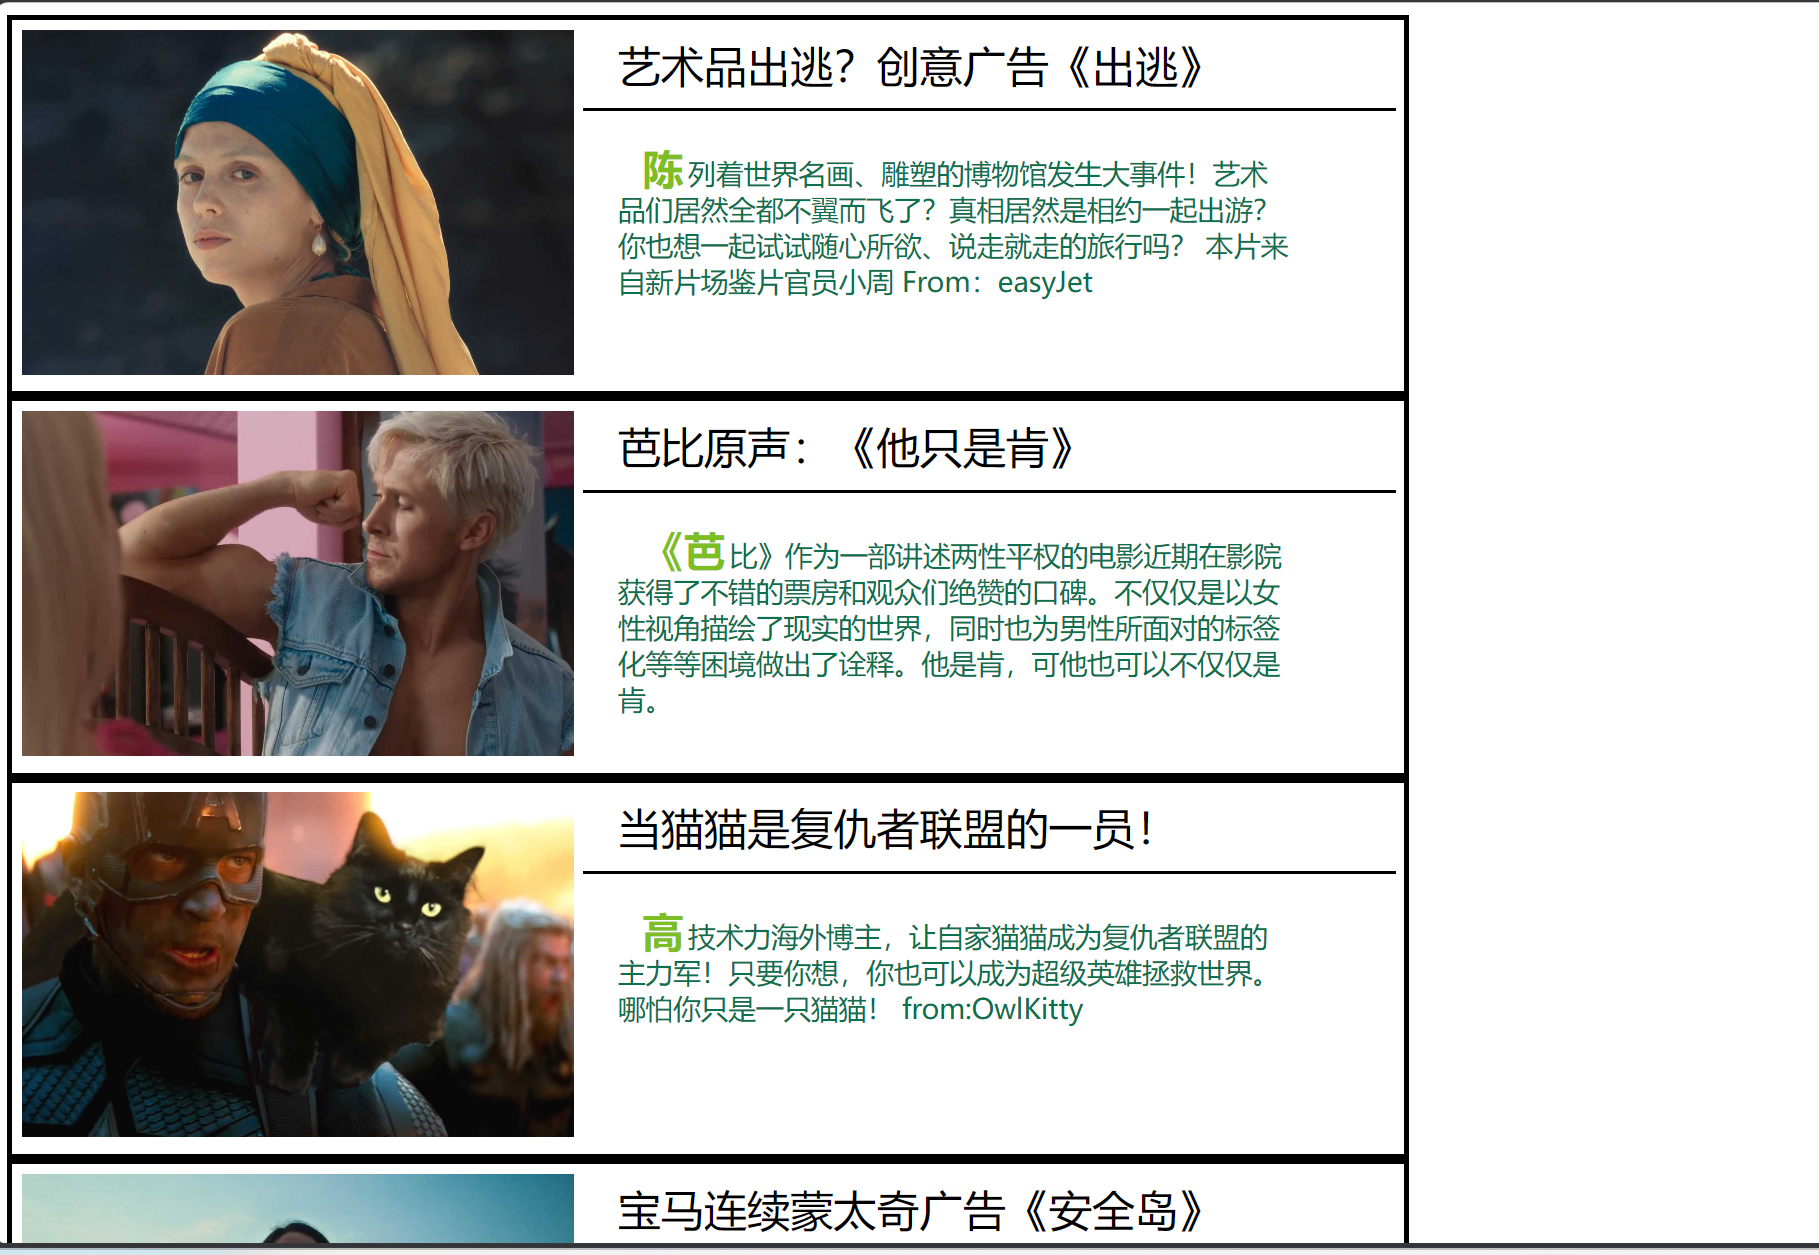 艺术品出逃？创意广告《出逃》
陈列着世界名画、雕塑的博物馆发生大事件！艺术
品们居然全都不翼而飞了？真相居然是相约一起出游？
你也想一起试试随心所欲、说走就走的旅行吗？ 本片来
自新片场鉴片官员小周 From：easyJet
芭比原声：《他只是肯》
《芭比》作为一部讲述两性平权的电影近期在影院
获得了不错的票房和观众们绝赞的口碑。不仅仅是以女
性视角描绘了现实的世界，同时也为男性所面对的标签
化等等困境做出了诠释。他是肯，可他也可以不仅仅是
肯。
当猫猫是复仇者联盟的一员！
高技术力海外博主，让自家猫猫成为复仇者联盟的
主力军！只要你想，你也可以成为超级英雄拯救世界。
哪怕你只是一只猫猫！ from:OwlKitty
宝马连续蒙太奇广告《安全岛》